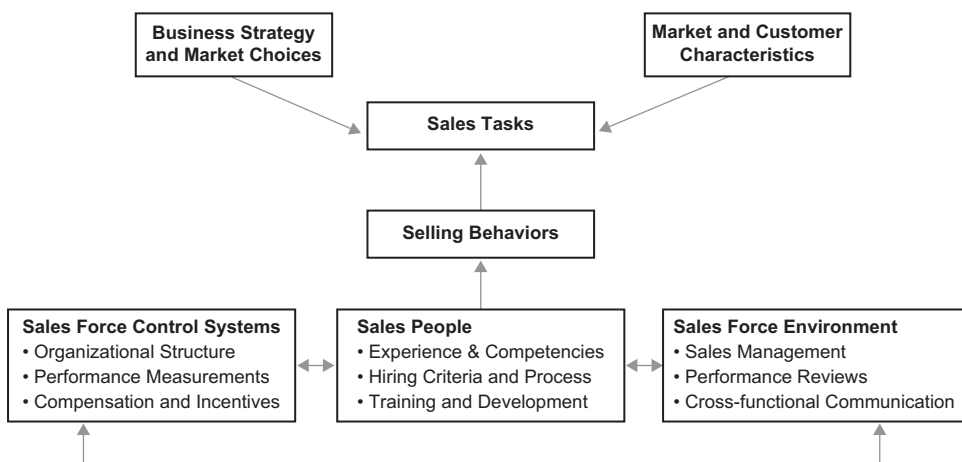 Business Strategy
and Market Choices
Market and Customer
Characteristics
Sales Tasks
Selling Behaviors
Sales Force Control Systems
• Organizational Structure
• Performance Measurements
• Compensation and Incentives
Sales People
• Experience & Competencies
• Hiring Criteria and Process
• Training and Development
Sales Force Environment
• Sales Management
• Performance Reviews
• Cross-functional Communication